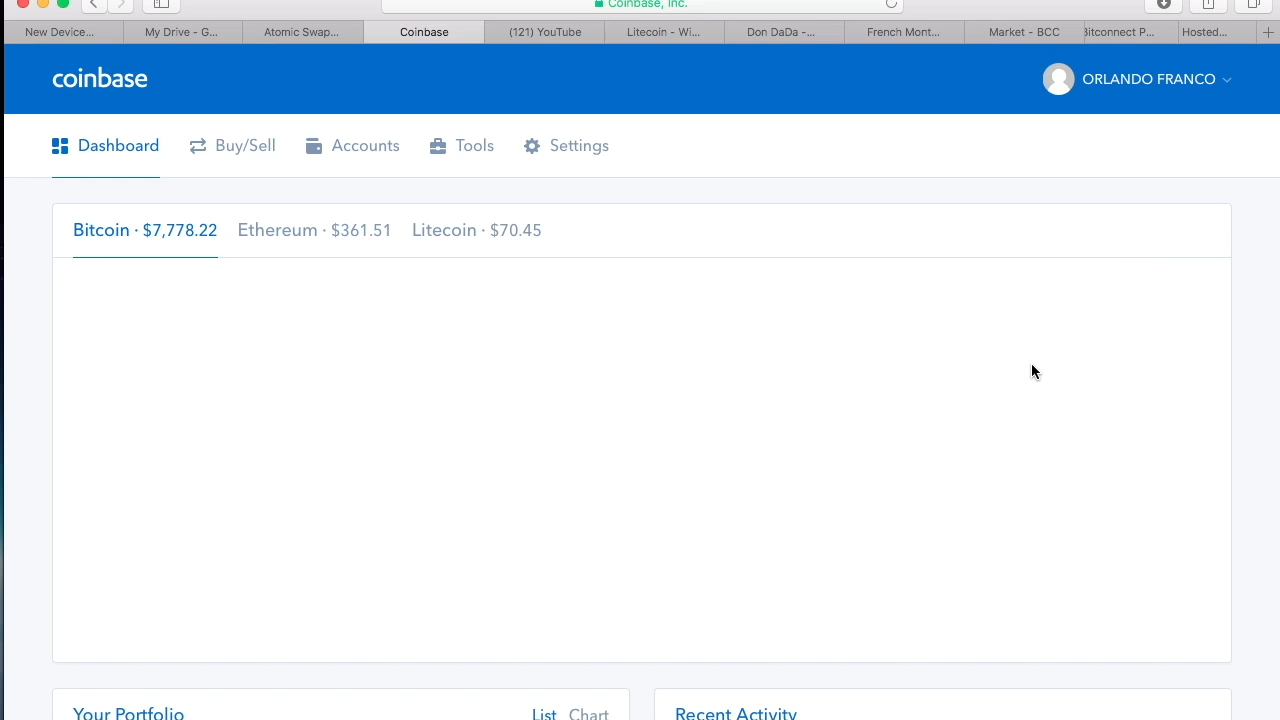 Coinbase, Inc.
New Device... My Drive - G... Atomic Swap... Coinbase (121) YouTube Litecoin - Wi... Don DaDa -... French Mont... Market - BCC Bitconnect P... Hosted...
coinbase ORLANDO FRANCO
Dashboard Buy/Sell Accounts Tools Settings
Bitcoin · $7,778.22 Ethereum · $361.51 Litecoin · $70.45
Your Portfolio List Chart Recent Activity